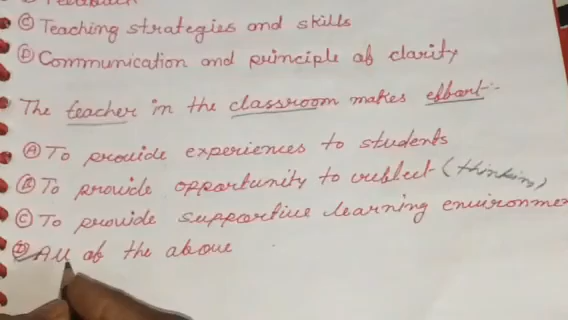 Ⓒ Teaching strategies and skills
Ⓓ Communication and principle of clarity
The teacher in the classroom makes effort:-
Ⓐ To provide experiences to students
Ⓑ To provide opportunity to reflect (thinking)
Ⓒ To provide supportive learning environme
Ⓓ All of the above